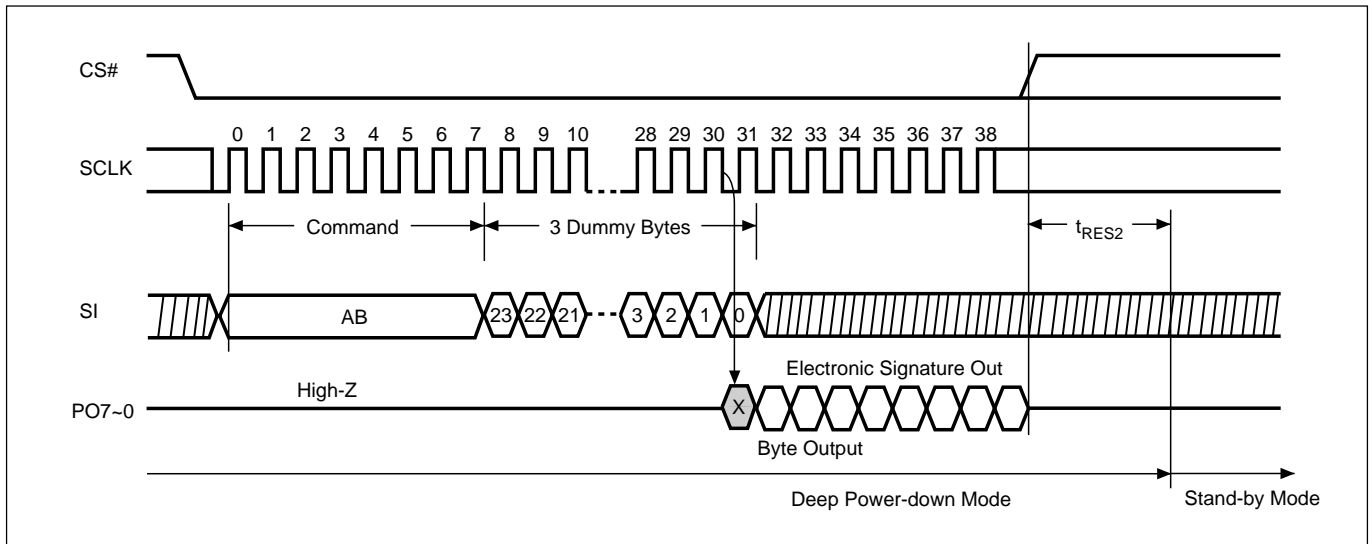 CS#
0 1 2 3 4 5 6 7 8 9 10 28 29 30 31 32 33 34 35 36 37 38
SCLK
Command 3 Dummy Bytes tRES2
SI
AB 23 22 21 3 2 1 0
Electronic Signature Out
High-Z
PO7~0 X
Byte Output
Deep Power-down Mode Stand-by Mode